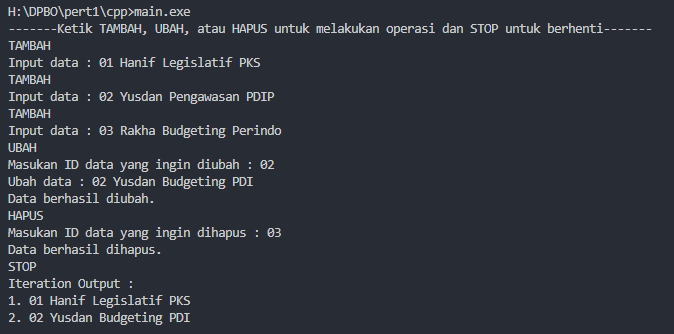 H:\DPBO\pert1\cpp>main.exe
-------Ketik TAMBAH, UBAH, atau HAPUS untuk melakukan operasi dan STOP untuk berhenti-------
TAMBAH
Input data : 01 Hanif Legislatif PKS
TAMBAH
Input data : 02 Yusdan Pengawasan PDIP
TAMBAH
Input data : 03 Rakha Budgeting Perindo
UBAH
Masukan ID data yang ingin diubah : 02
Ubah data : 02 Yusdan Budgeting PDI
Data berhasil diubah.
HAPUS
Masukan ID data yang ingin dihapus : 03
Data berhasil dihapus.
STOP
Iteration Output :
1. 01 Hanif Legislatif PKS
2. 02 Yusdan Budgeting PDI